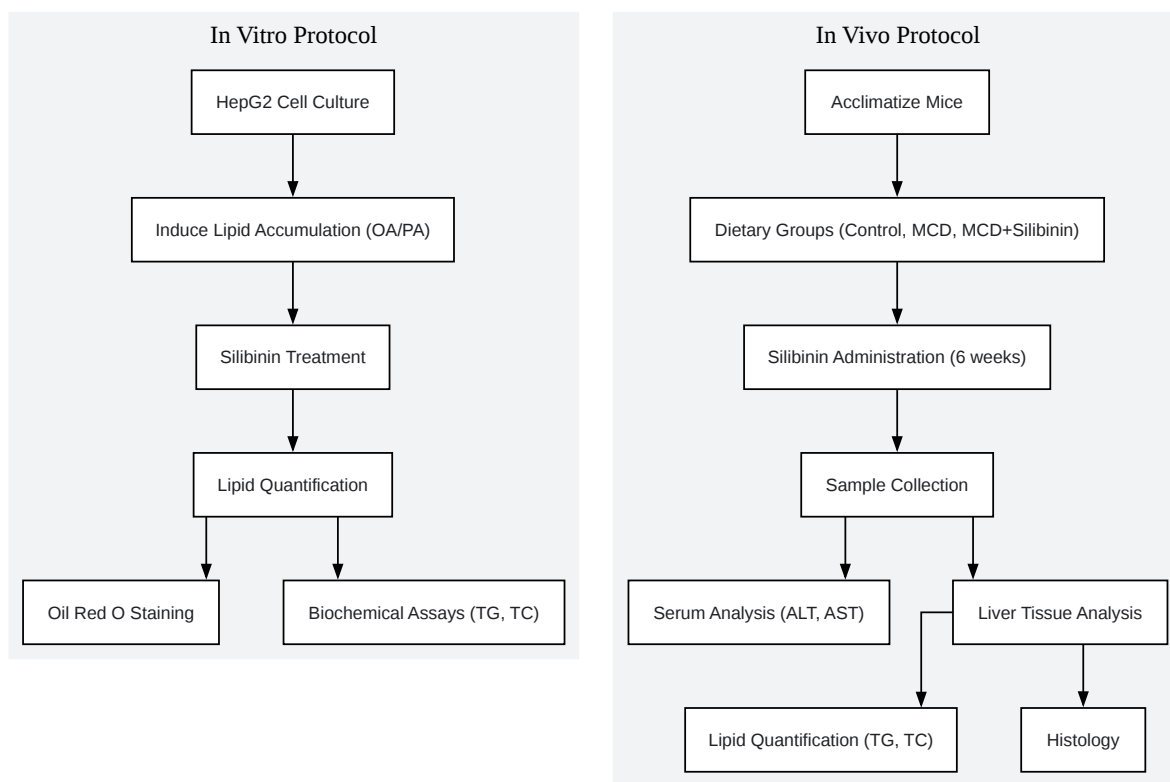 In Vitro Protocol
HepG2 Cell Culture
Induce Lipid Accumulation (OA/PA)
Silibinin Treatment
Lipid Quantification
Oil Red O Staining
Biochemical Assays (TG, TC)
In Vivo Protocol
Acclimatize Mice
Dietary Groups (Control, MCD, MCD+Silibinin)
Silibinin Administration (6 weeks)
Sample Collection
Serum Analysis (ALT, AST)
Liver Tissue Analysis
Lipid Quantification (TG, TC)
Histology